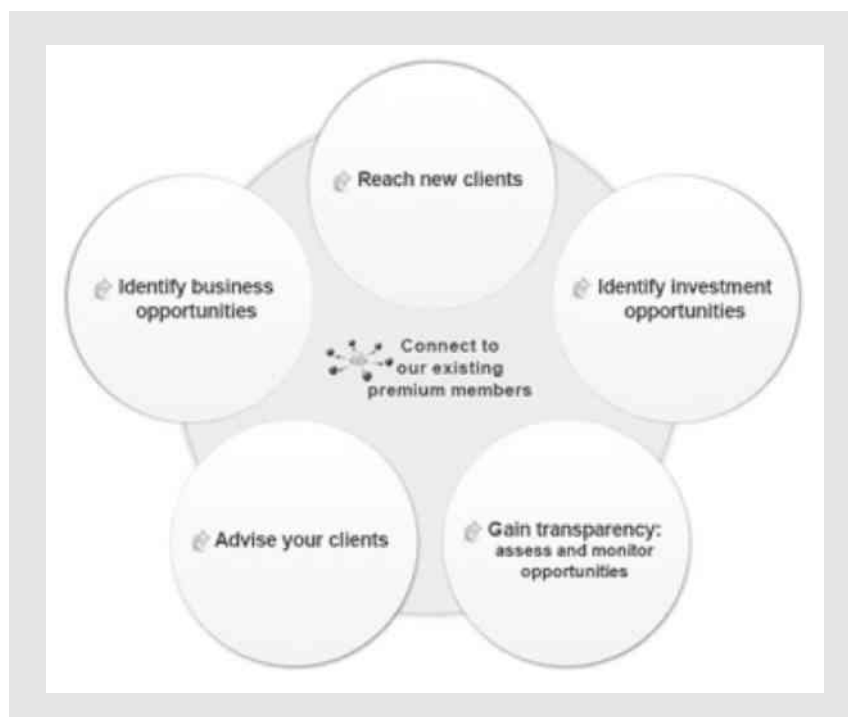 Reach new clients
Identify business
opportunities
Identify investment
opportunities
Connect to
our existing
premium members
Advise your clients
Gain transparency:
assess and monitor
opportunities